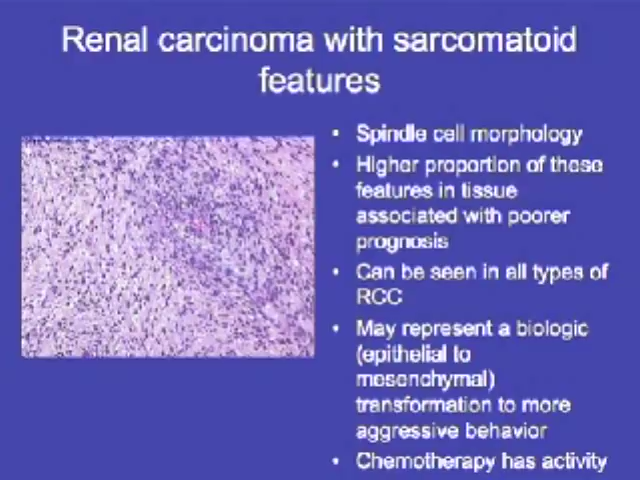 Renal carcinoma with sarcomatoid
features
• Spindle cell morphology
• Higher proportion of these
features in tissue
associated with poorer
prognosis
• Can be seen in all types of
RCC
• May represent a biologic
(epithelial to
mesenchymal)
transformation to more
aggressive behavior
• Chemotherapy has activity